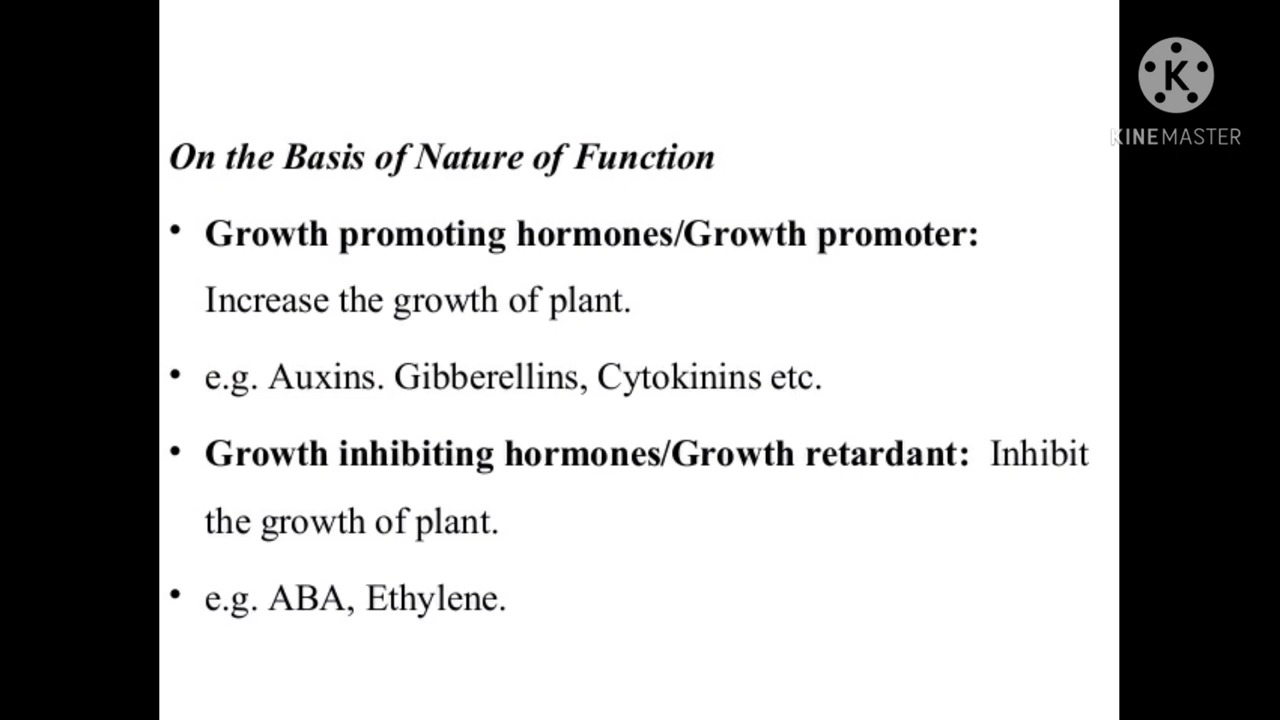 K
KINEMASTER
On the Basis of Nature of Function
• Growth promoting hormones/Growth promoter:
Increase the growth of plant.
• e.g. Auxins. Gibberellins, Cytokinins etc.
• Growth inhibiting hormones/Growth retardant: Inhibit
the growth of plant.
• e.g. ABA, Ethylene.